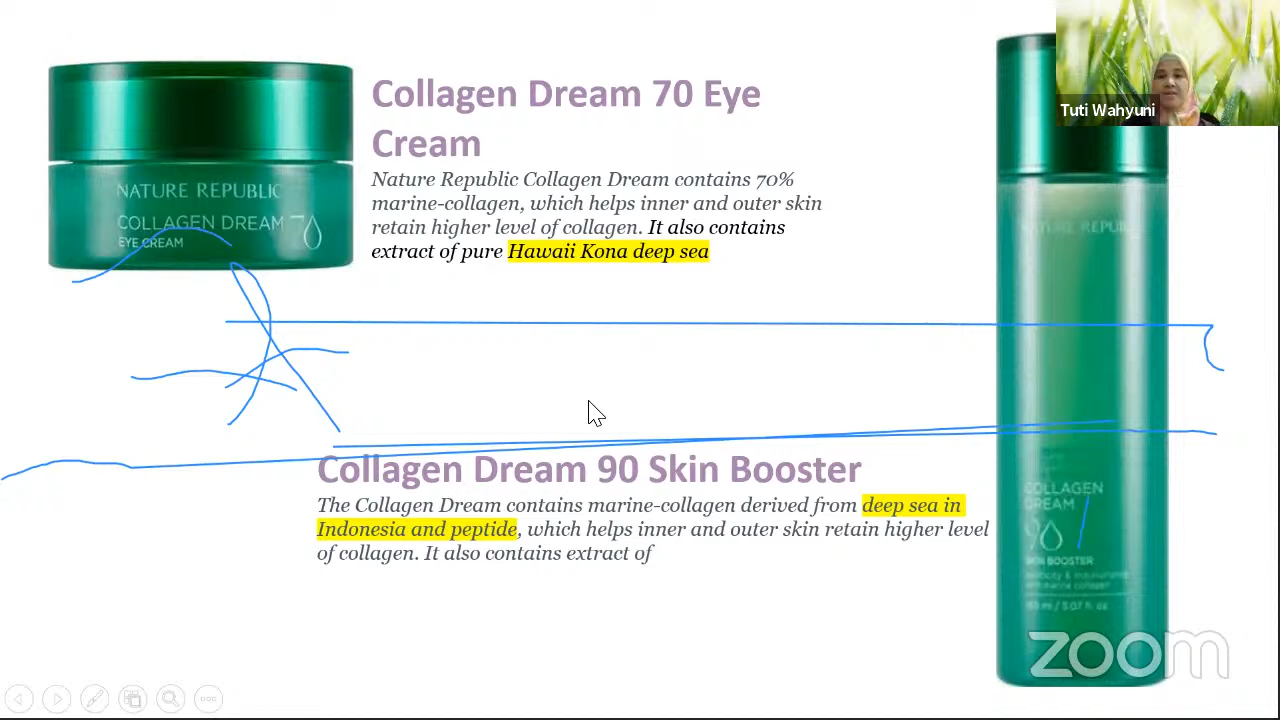 Tuti Wahyuni
NATURE REPUBLIC
COLLAGEN DREAM 70
EYE CREAM
Collagen Dream 70 Eye
Cream
Nature Republic Collagen Dream contains 70%
marine-collagen, which helps inner and outer skin
retain higher level of collagen. It also contains
extract of pure Hawaii Kona deep sea
Collagen Dream 90 Skin Booster
The Collagen Dream contains marine-collagen derived from deep sea in
Indonesia and peptide, which helps inner and outer skin retain higher level
of collagen. It also contains extract of
NATURE REPUBLIC
COLLAGEN
DREAM
90
SKIN BOOSTER
zoom